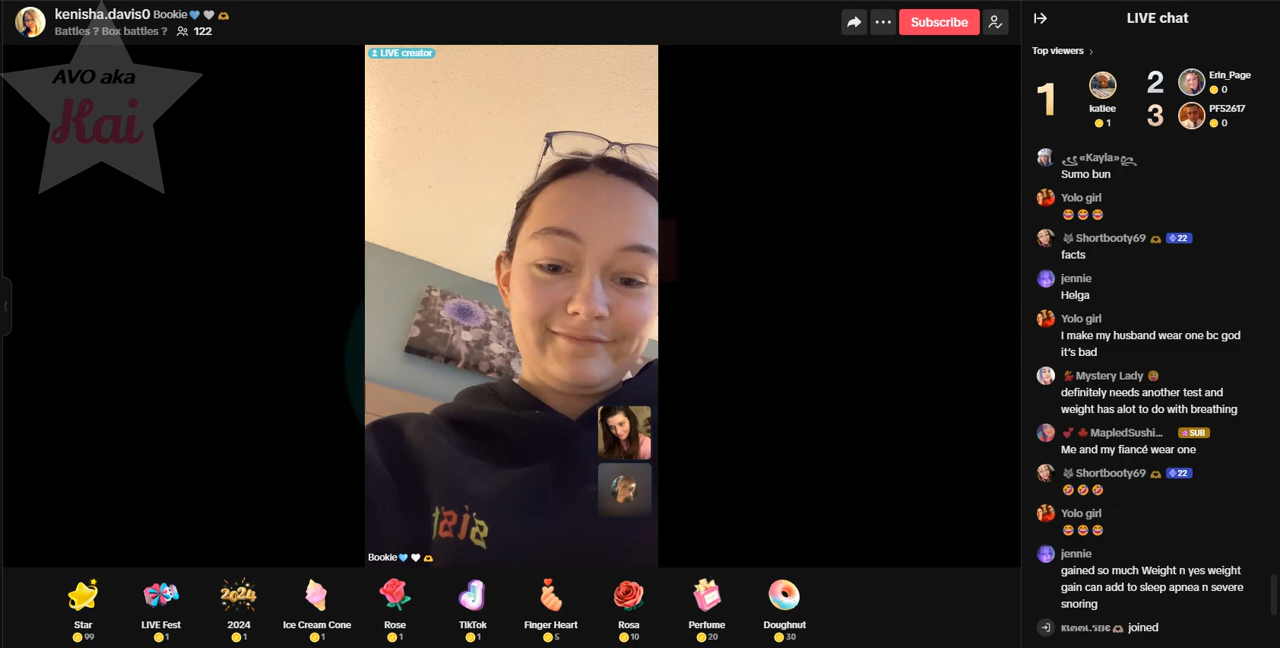 kenisha.davis0 Bookie💙🤍🫶
Battles ? Box battles ? 122
Subscribe
LIVE chat
AVO aka
Kai
LIVE creator
Bookie💙🤍🫶
Top viewers
1
katlee
1
2
Erin_Page
0
3
PF52617
0
«Kayla»
Sumo bun
Yolo girl
😆😆😆
Shortbooty69 22
facts
jennie
Helga
Yolo girl
I make my husband wear one bc god
it's bad
Mystery Lady
definitely needs another test and
weight has alot to do with breathing
MapledSushi... SUB
Me and my fiancé wear one
Shortbooty69 22
🤣🤣🤣
Yolo girl
😆😆😆
jennie
gained so much Weight n yes weight
gain can add to sleep apnea n severe
snoring
joined
Star
99
LIVE Fest
1
2024
2024
1
Ice Cream Cone
1
Rose
1
TikTok
1
Finger Heart
5
Rosa
10
Perfume
20
Doughnut
30